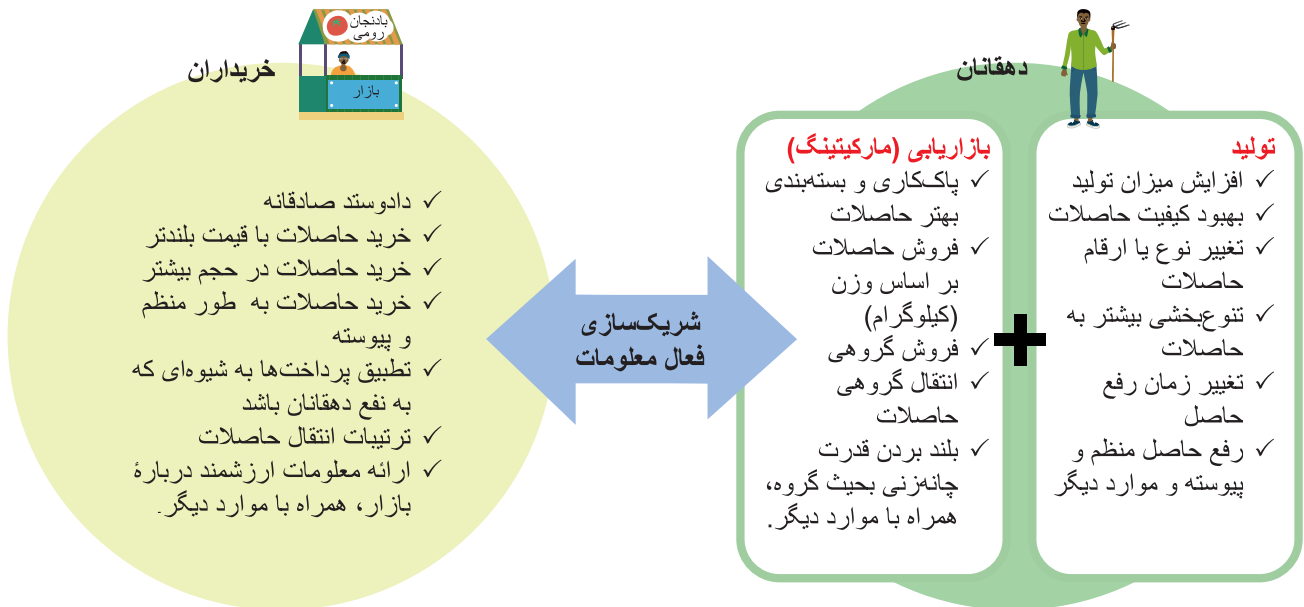 دهقانان
تولید
✓ افزایش میزان تولید
✓ بهبود کیفیت حاصلات
✓ تغییر نوع یا ارقام
حاصلات
✓ تنوع‌بخشی بیشتر به
حاصلات
✓ تغییر زمان رفع
حاصل
✓ رفع حاصل منظم و
پیوسته و موارد دیگر
بازاریابی (مارکیتینگ)
✓ پاک‌کاری و بسته‌بندی
بهتر حاصلات
✓ فروش حاصلات
بر اساس وزن
(کیلوگرام)
✓ فروش گروهی
✓ انتقال گروهی
حاصلات
✓ بلند بردن قدرت
چانه‌زنی بحیث گروه،
همراه با موارد دیگر.
شریک‌سازی
فعال معلومات
بادنجان
رومی
بازار
خریداران
✓ دادوستد صادقانه
✓ خرید حاصلات با قیمت بلندتر
✓ خرید حاصلات در حجم بیشتر
✓ خرید حاصلات به طور منظم
و پیوسته
✓ تطبیق پرداخت‌ها به شیوه‌ای که
به نفع دهقانان باشد
✓ ترتیبات انتقال حاصلات
✓ ارائه معلومات ارزشمند دربارهٔ
بازار، همراه با موارد دیگر.